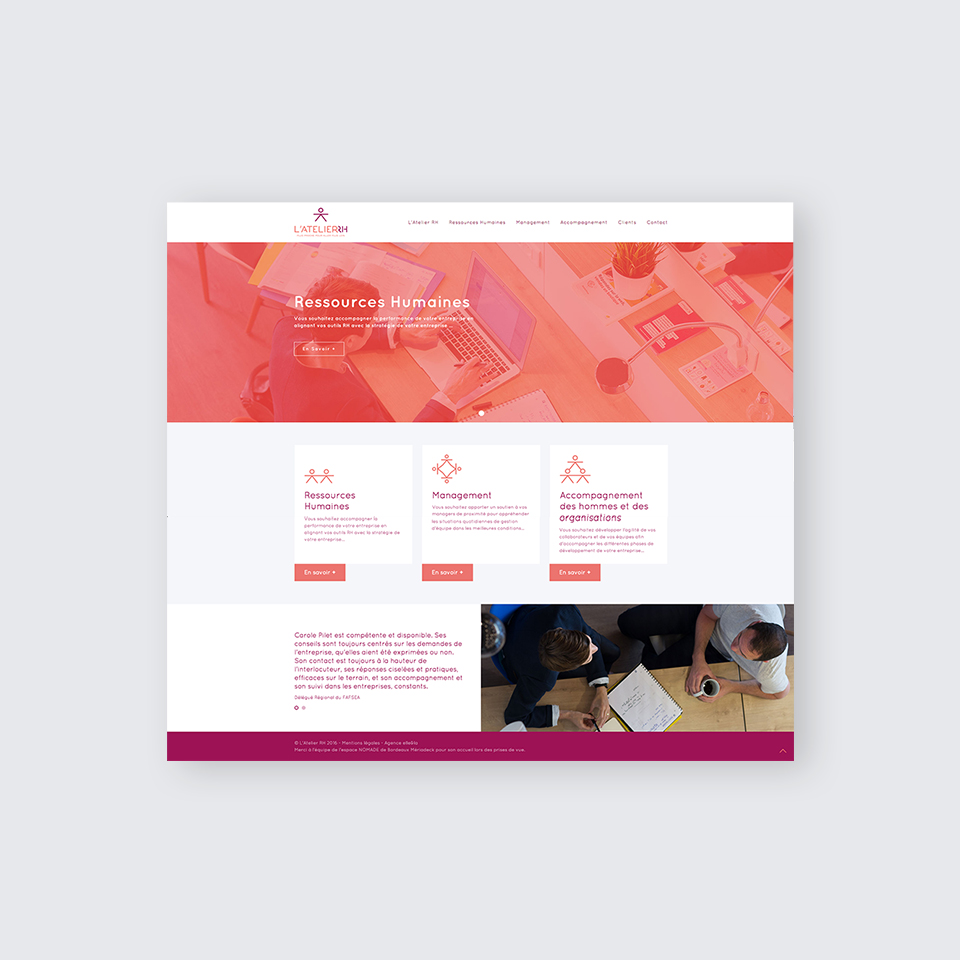 L'ATELIERRH
L'Atelier RH Ressources Humaines Management Accompagnement Clients Contact
Ressources Humaines
Vous souhaitez accompagner la performance de votre entreprise en
alignant vos outils RH avec la stratégie de votre entreprise ...
En Savoir +
Ressources
Humaines
Vous souhaitez accompagner la
performance de votre entreprise en
alignant vos outils RH avec la stratégie de
votre entreprise...
En savoir +
Management
Vous souhaitez apporter un soutien à vos
managers de proximité pour appréhender
les situations quotidiennes de gestion
d'équipe dans les meilleures conditions...
En savoir +
Accompagnement
des hommes et des
organisations
Vous souhaitez développer l'agilité de vos
collaborateurs et de vos équipes afin
d'accompagner les différentes phases de
développement de votre entreprise...
En savoir +
Carole Pilet est compétente et disponible. Ses
conseils sont toujours centrés sur les demandes de
l'entreprise, qu'elles aient été exprimées ou non.
Son contact est toujours à la hauteur de
l'interlocuteur, ses réponses ciselées et pratiques,
efficaces sur le terrain, et son accompagnement et
son suivi dans les entreprises, constants.
Délégué Régional du FAFSEA
© L'Atelier RH 2016 - Mentions légales - Agence
Merci à l'équipe de l'espace NOMADE de Bordeaux Mériadeck pour son accueil lors des prises de vue.